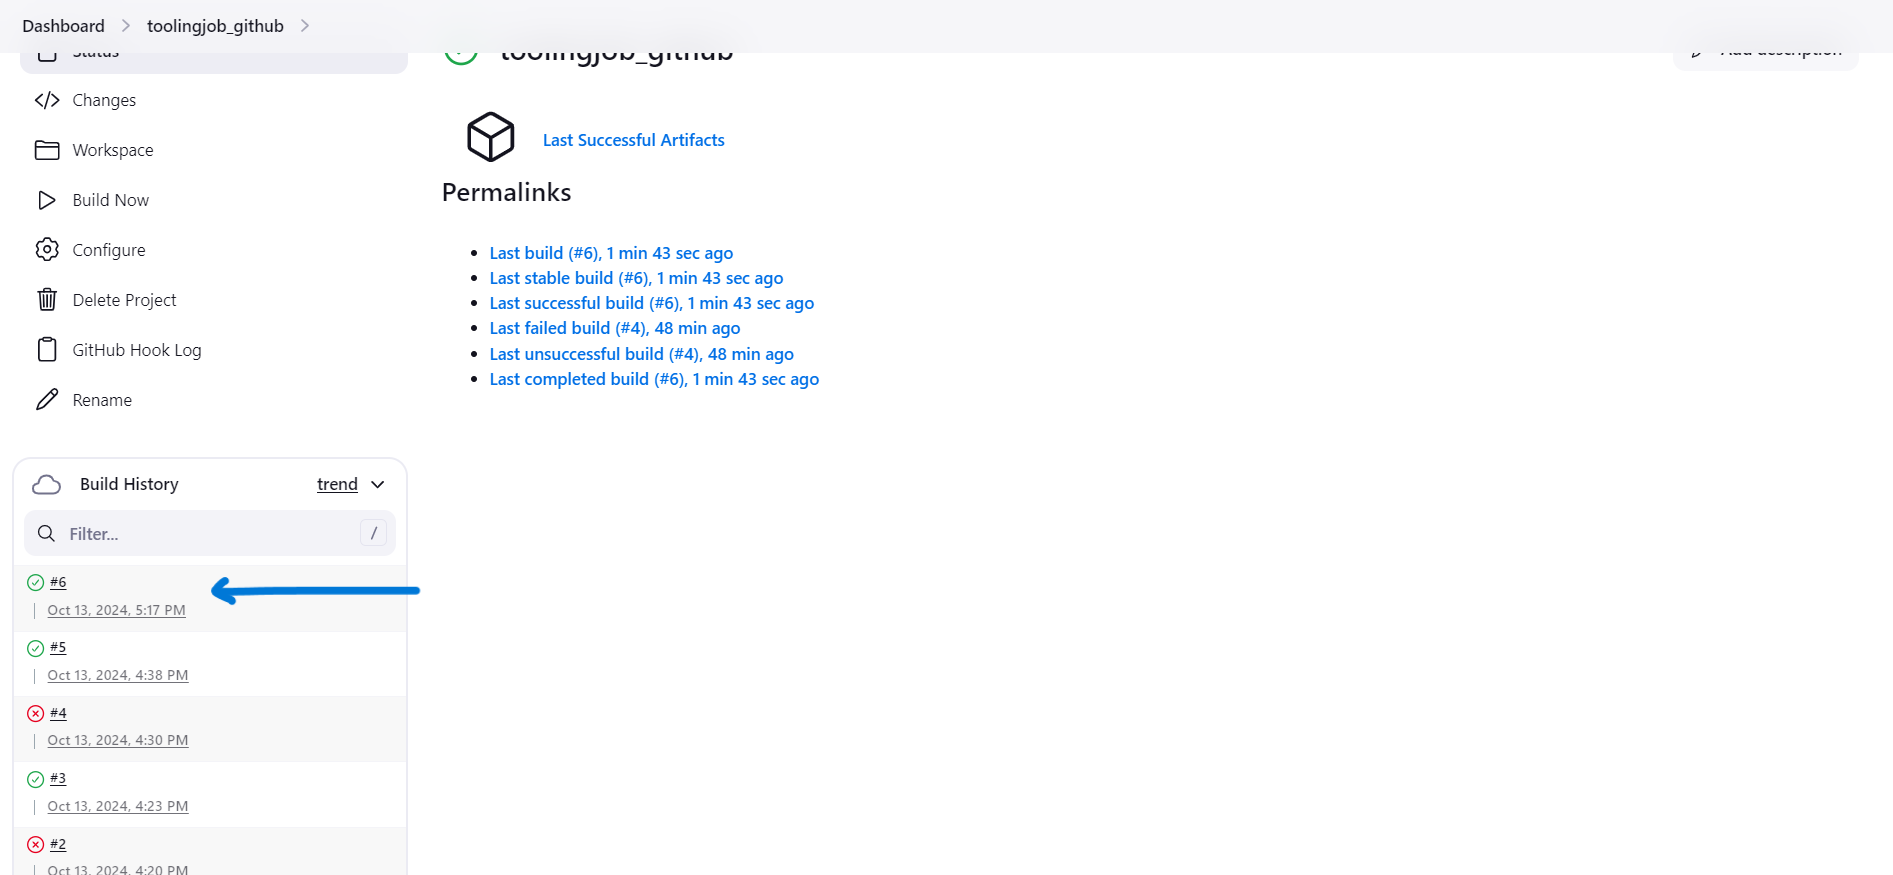 Dashboard
toolingjob_github
Status
toolingjob_github
Add description
Changes
Workspace
Build Now
Configure
Delete Project
GitHub Hook Log
Rename
Last Successful Artifacts
Permalinks
Last build (#6), 1 min 43 sec ago
Last stable build (#6), 1 min 43 sec ago
Last successful build (#6), 1 min 43 sec ago
Last failed build (#4), 48 min ago
Last unsuccessful build (#4), 48 min ago
Last completed build (#6), 1 min 43 sec ago
Build History
trend
Filter...
/
#6
Oct 13, 2024, 5:17 PM
#5
Oct 13, 2024, 4:38 PM
#4
Oct 13, 2024, 4:30 PM
#3
Oct 13, 2024, 4:23 PM
#2
Oct 13, 2024, 4:20 PM